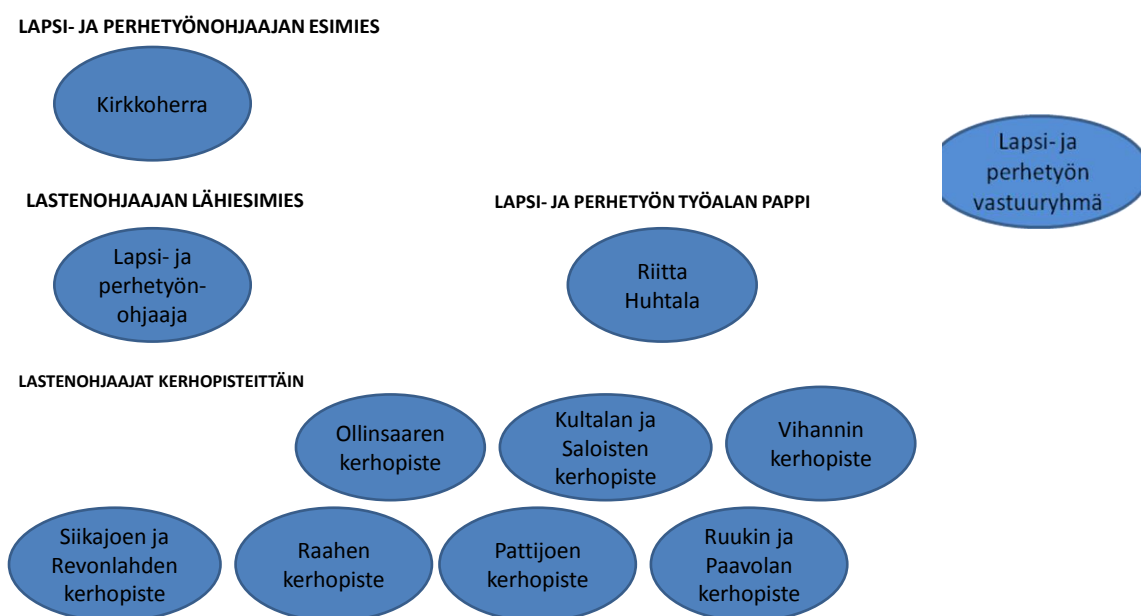 LAPSI- JA PERHETYÖNOHJAAJAN ESIMIES
Kirkkoherra
Lapsi- ja
perhetyön
vastuuryhmä
LASTENOHJAAJAN LÄHIESIMIES
LAPSI- JA PERHETYÖN TYÖALAN PAPPI
Lapsi- ja
perhetyön-
ohjaaja
Riitta
Huhtala
LASTENOHJAAJAT KERHOPISTEITTÄIN
Ollinsaaren
kerhopiste
Kultalan ja
Saloisten
kerhopiste
Vihannin
kerhopiste
Siikajoen ja
Revonlahden
kerhopiste
Raahen
kerhopiste
Pattijoen
kerhopiste
Ruukin ja
Paavolan
kerhopiste